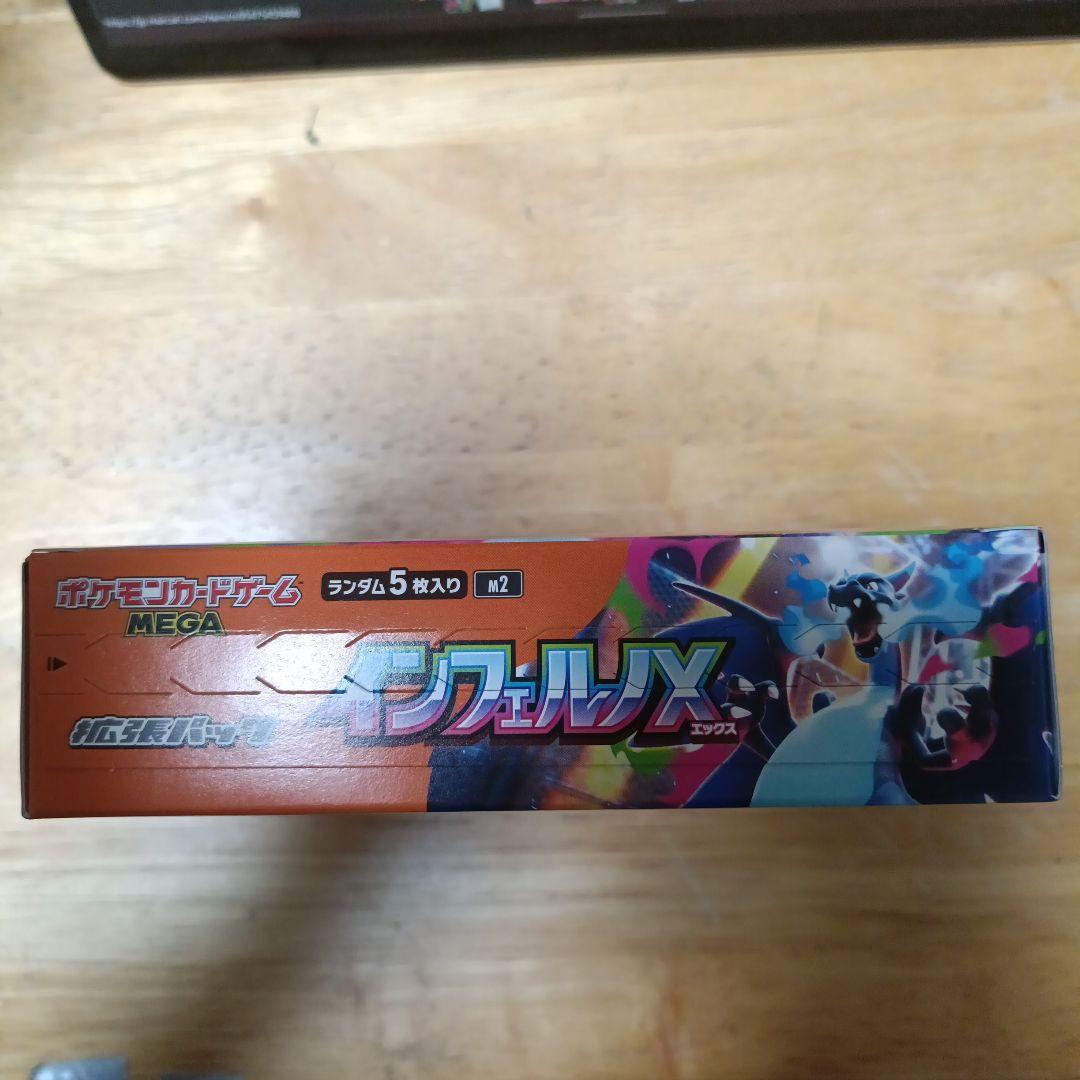 ポケモンカードゲーム
MEGA
ランダム5枚入り
M2
拡張パック
インフェルノX
エックス